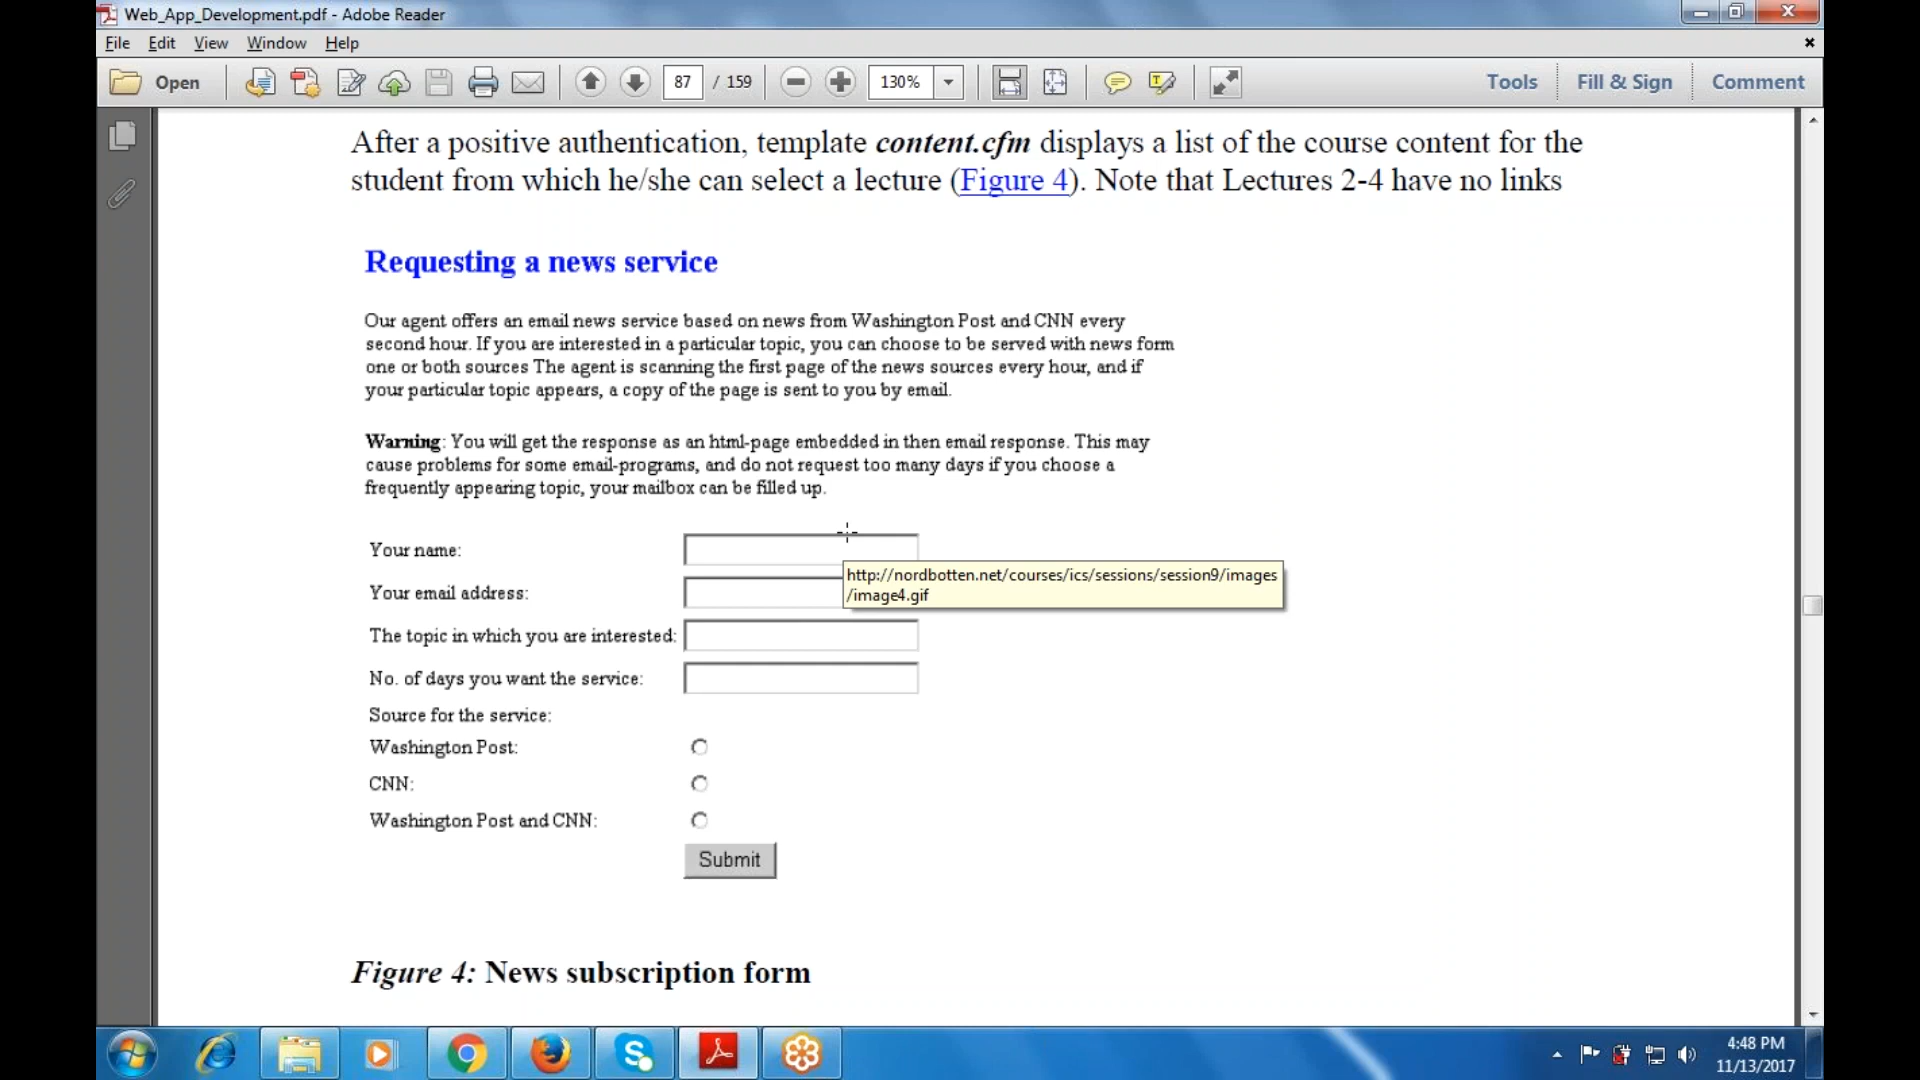 Web_App_Development.pdf - Adobe Reader
File Edit View Window Help
Open 87 / 159 130% Tools Fill & Sign Comment
After a positive authentication, template content.cfm displays a list of the course content for the
student from which he/she can select a lecture (Figure 4). Note that Lectures 2-4 have no links
Requesting a news service
Our agent offers an email news service based on news from Washington Post and CNN every
second hour. If you are interested in a particular topic, you can choose to be served with news form
one or both sources The agent is scanning the first page of the news sources every hour, and if
your particular topic appears, a copy of the page is sent to you by email.
Warning: You will get the response as an html-page embedded in then email response. This may
cause problems for some email-programs, and do not request too many days if you choose a
frequently appearing topic, your mailbox can be filled up.
Your name:
http://nordbotten.net/courses/ics/sessions/session9/images
/image4.gif
Your email address:
The topic in which you are interested:
No. of days you want the service:
Source for the service:
Washington Post:
CNN:
Washington Post and CNN:
Submit
Figure 4: News subscription form
4:48 PM
11/13/2017